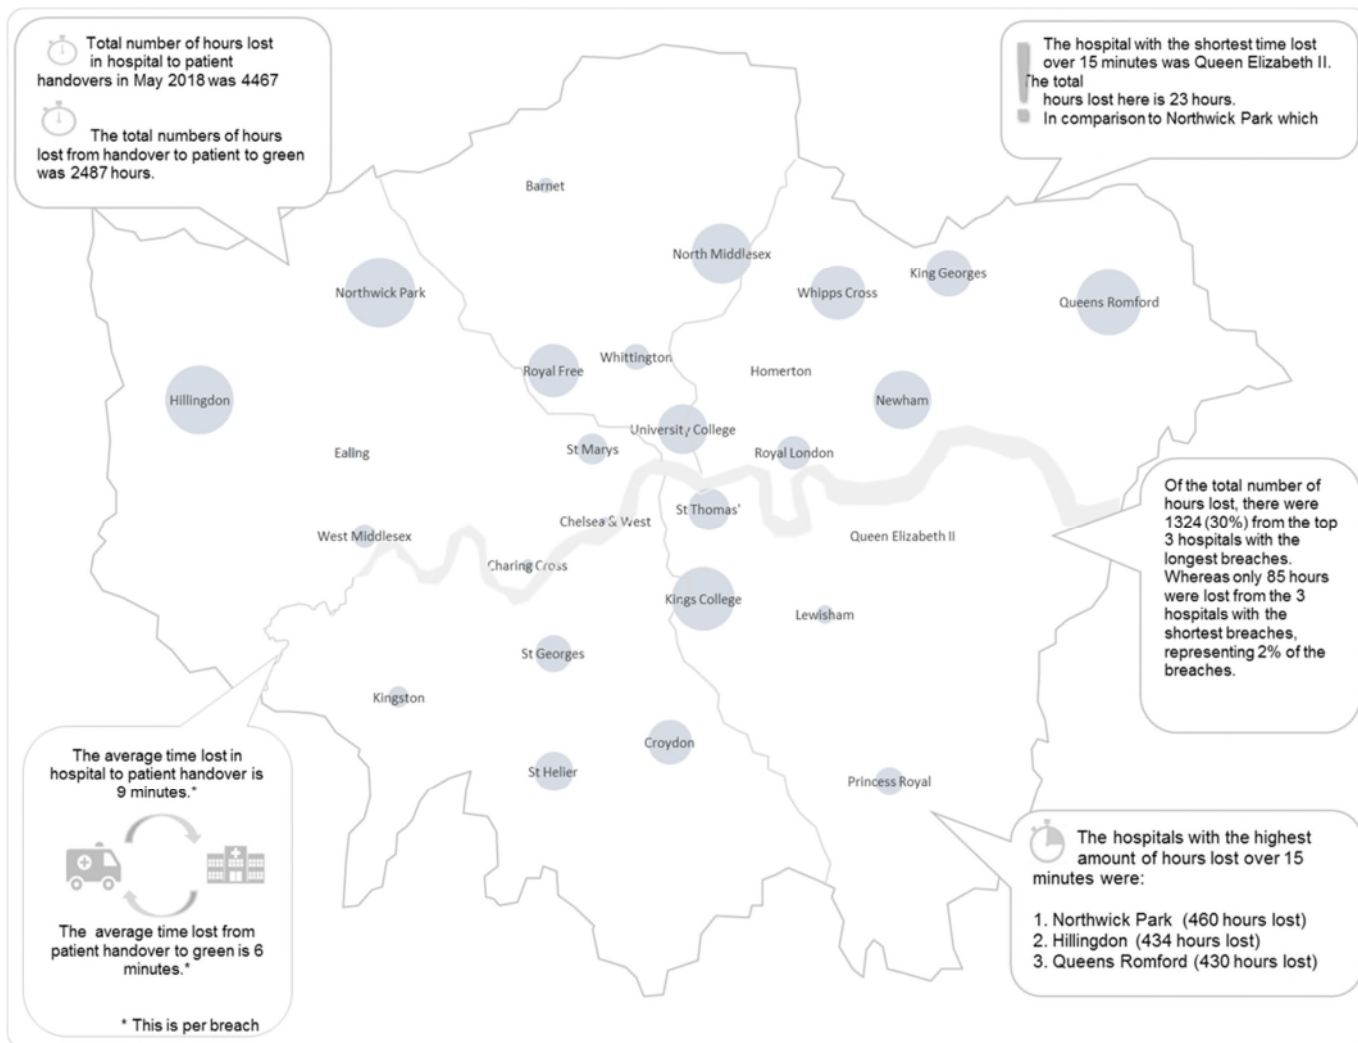 Total number of hours lost
in hospital to patient
handovers in May 2018 was 4467
The total numbers of hours
lost from handover to patient to green
was 2487 hours.
The hospital with the shortest time lost
over 15 minutes was Queen Elizabeth II.
The total
hours lost here is 23 hours.
In comparison to Northwick Park which
Barnet
North Middlesex
King Georges
Northwick Park
Whipps Cross
Queens Romford
Whittington
Royal Free
Homerton
Hillingdon
Newham
University College
Ealing
St Marys
Royal London
St Thomas'
Chelsea & West
West Middlesex
Queen Elizabeth II
Charing Cross
Kings College
Lewisham
St Georges
Kingston
Croydon
St Helier
Princess Royal
Of the total number of
hours lost, there were
1324 (30%) from the top
3 hospitals with the
longest breaches.
Whereas only 85 hours
were lost from the 3
hospitals with the
shortest breaches,
representing 2% of the
breaches.
The average time lost in
hospital to patient handover is
9 minutes.*
The average time lost from
patient handover to green is 6
minutes.*
* This is per breach
The hospitals with the highest
amount of hours lost over 15
minutes were:
1. Northwick Park (460 hours lost)
2. Hillingdon (434 hours lost)
3. Queens Romford (430 hours lost)